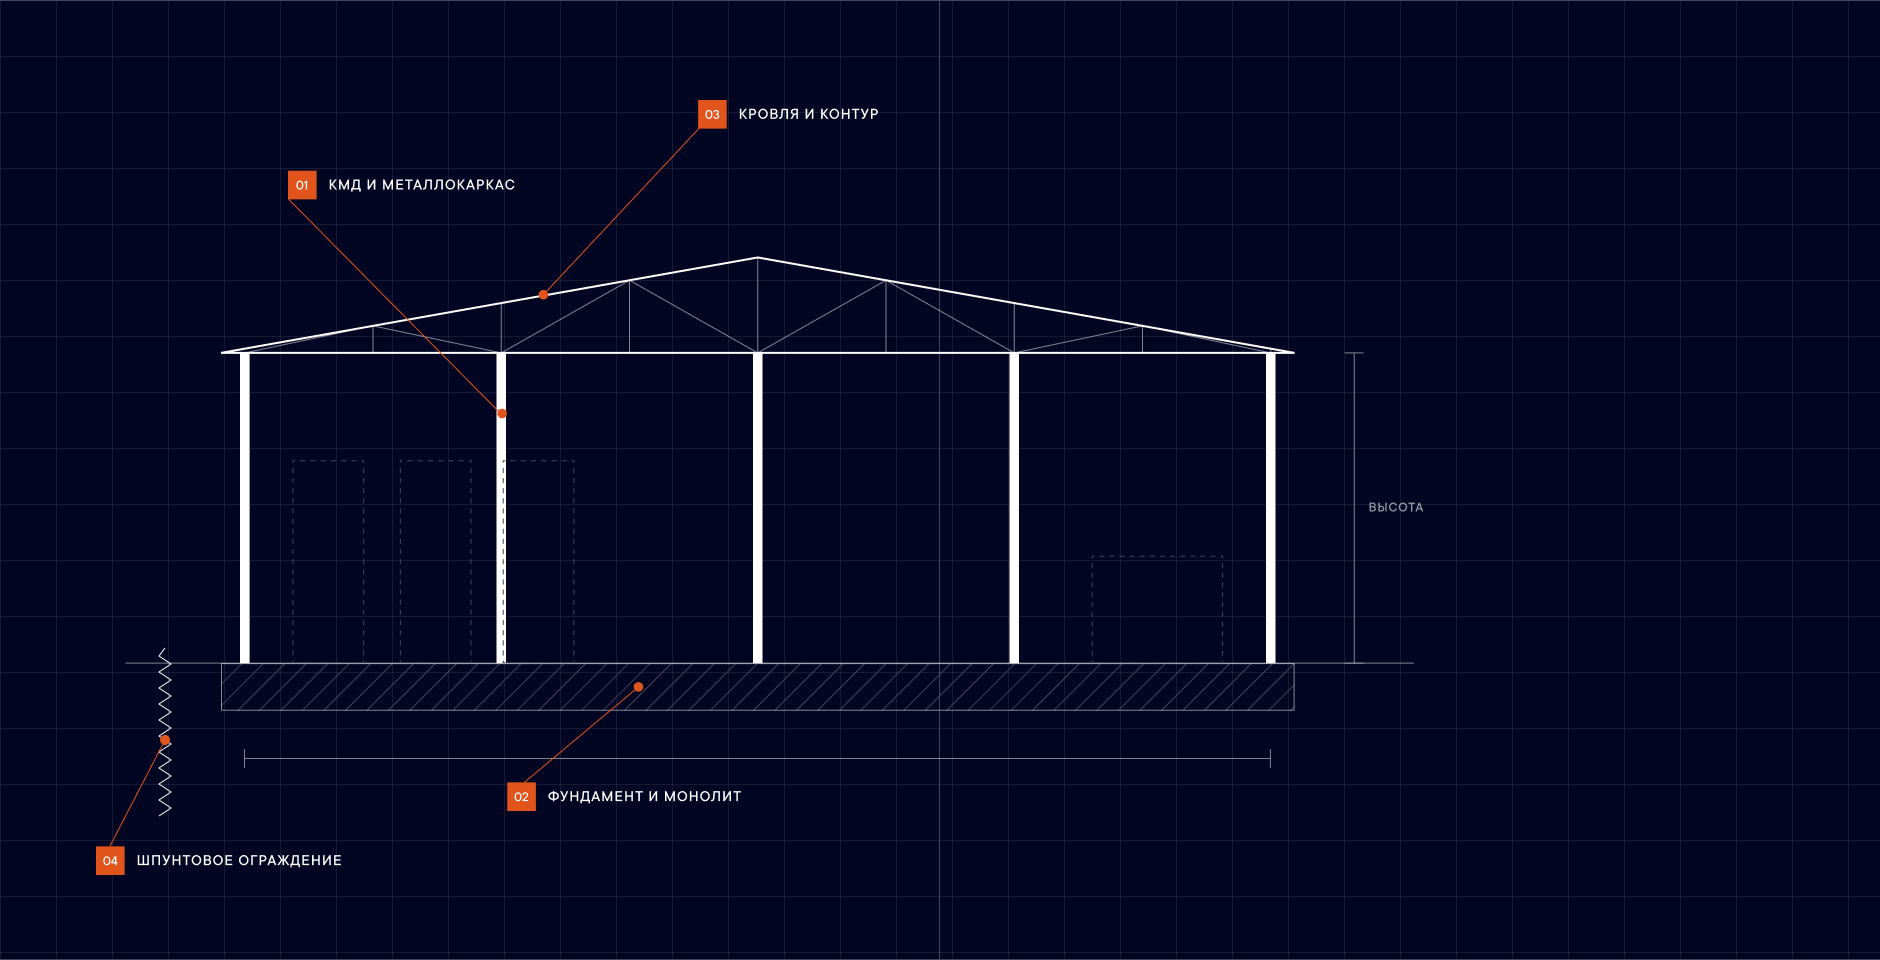 03 КРОВЛЯ И КОНТУР
01 КМД И МЕТАЛЛОКАРКАС
ВЫСОТА
02 ФУНДАМЕНТ И МОНОЛИТ
04 ШПУНТОВОЕ ОГРАЖДЕНИЕ